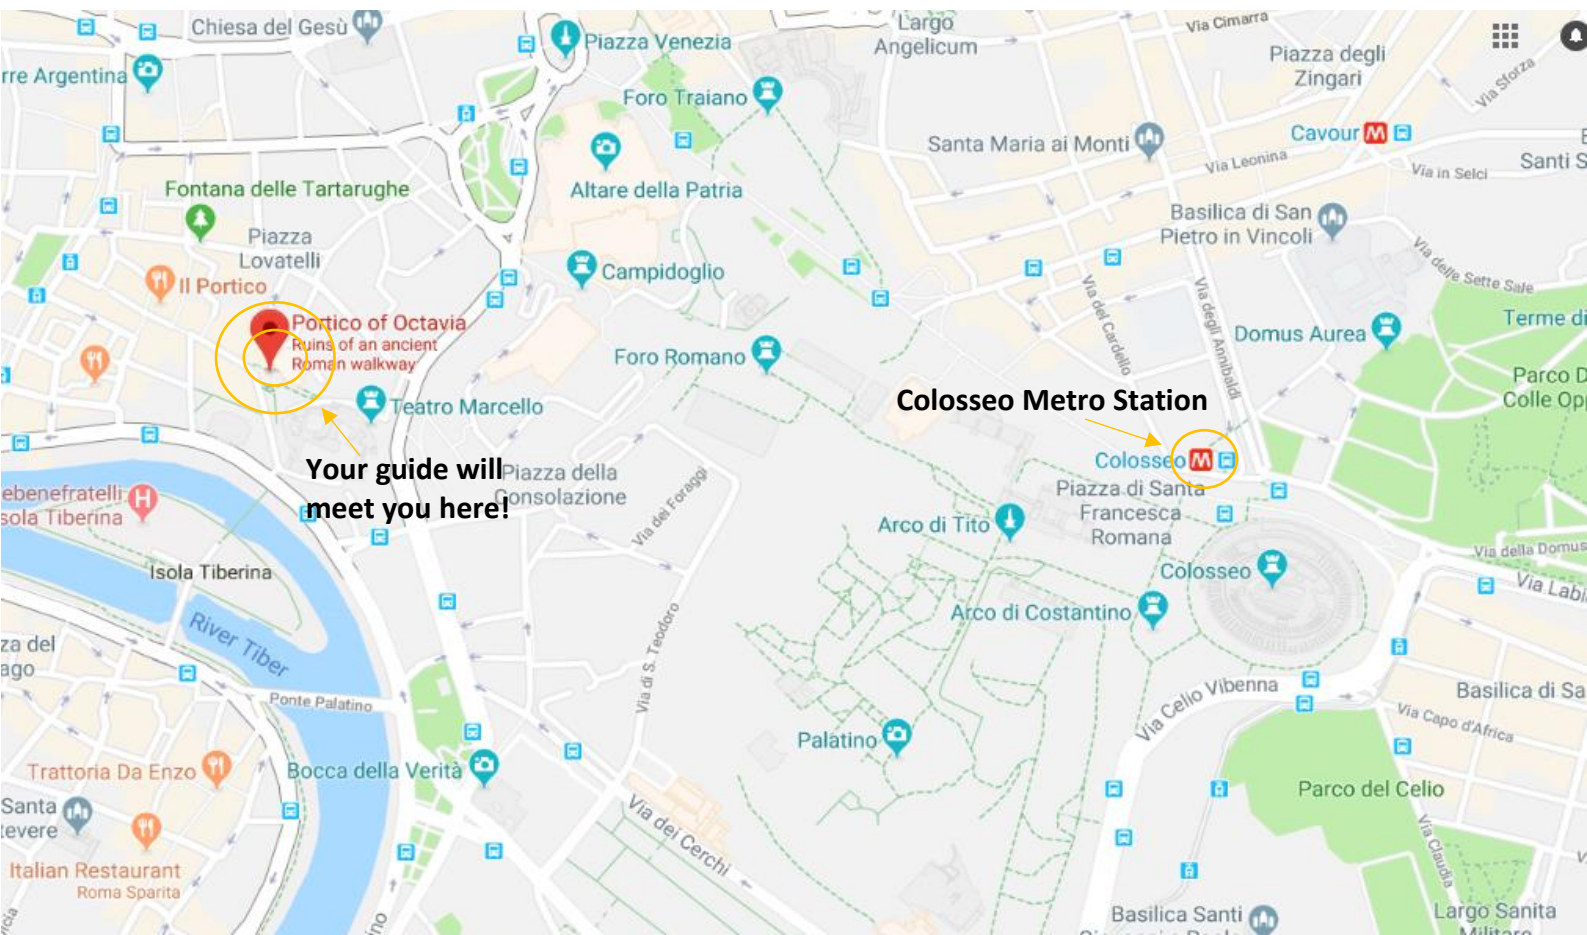 Chiesa del Gesù
Piazza Venezia
Largo
Angelicum
Via Cimarra
Piazza degli
Zingari
Via Sforza
rre Argentina
Foro Traiano
Santa Maria ai Monti
Cavour M
Via Leonina
Via in Selci
Santi S
Fontana delle Tartarughe
Altare della Patria
Piazza
Lovatelli
Basilica di San
Pietro in Vincoli
Via delle Sette Sale
Il Portico
Campidoglio
Via del Cardello
Via degli Annibaldi
Portico of Octavia
Ruins of an ancient
Roman walkway
Foro Romano
Domus Aurea
Terme di
Parco D
Colle Opp
Teatro Marcello
Colosseo Metro Station
Colosseo M
Your guide will
meet you here!
Piazza della
Consolazione
Via dei Foraggi
Piazza di Santa
Francesca
Romana
ebenefratelli H
sola Tiberina
Arco di Tito
Via della Domus
Isola Tiberina
Colosseo
Via Labi
River Tiber
Arco di Costantino
Via di S. Teodoro
za del
ago
Ponte Palatino
Via Celio Vibenna
Basilica di Sa
Via Capo d'Africa
Palatino
Trattoria Da Enzo
Bocca della Verità
Parco del Celio
Santa
tevere
Via dei Cerchi
Via Claudia
Italian Restaurant
Roma Sparita
Basilica Santi
Largo Sanita